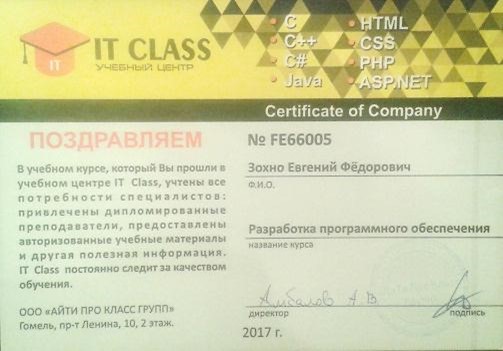 IT CLASS
УЧЕБНЫЙ ЦЕНТР
IT
C
C++
C#
Java
HTML
CSS
PHP
ASP.NET
Certificate of Company
ПОЗДРАВЛЯЕМ
В учебном курсе, который Вы прошли в
учебном центре IT Class, учтены все
потребности специалистов:
привлечены дипломированные
преподаватели, предоставлены
авторизованные учебные материалы
и другая полезная информация.
IT Class постоянно следит за качеством
обучения.
ООО «АЙТИ ПРО КЛАСС ГРУПП»
Гомель, пр-т Ленина, 10, 2 этаж.
№ FE66005
Зохно Евгений Фёдорович
Ф.И.О.
Разработка программного обеспечения
название курса
А. В.
директор
подпись
2017 г.